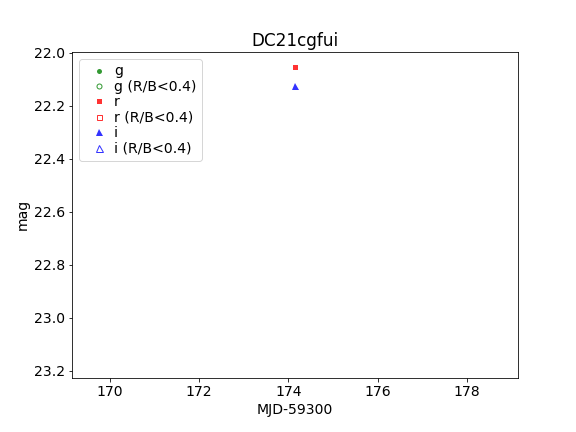 DC21cgfui
22.0
22.2
22.4
22.6
22.8
23.0
23.2
mag
g
g (R/B<0.4)
r
r (R/B<0.4)
i
i (R/B<0.4)
170 172 174 176 178
MJD-59300